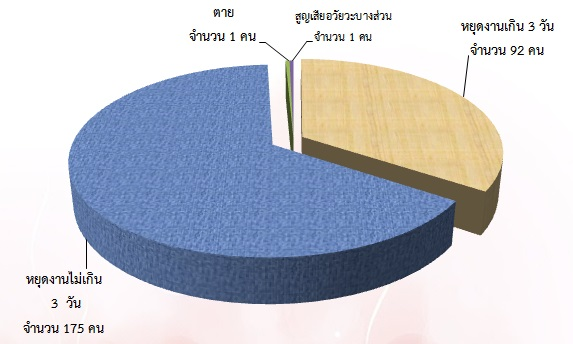 ตาย
จำนวน 1 คน
สูญเสียอวัยวะบางส่วน
จำนวน 1 คน
หยุดงานเกิน 3 วัน
จำนวน 92 คน
หยุดงานไม่เกิน
3 วัน
จำนวน 175 คน